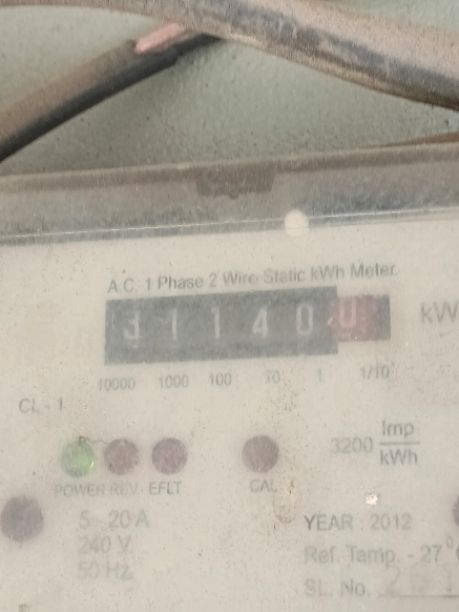 A.C. 1 Phase 2 Wire Static kWh Meter
3 1 1 4 0 0 kW
10000 1000 100 10 1 1/10
CL - 1
3200 Imp
kWh
POWER REV. EFLT CAL
5 - 20 A
240 V.
50 Hz.
YEAR : 2012
Ref. Temp. - 27°
SL. No.